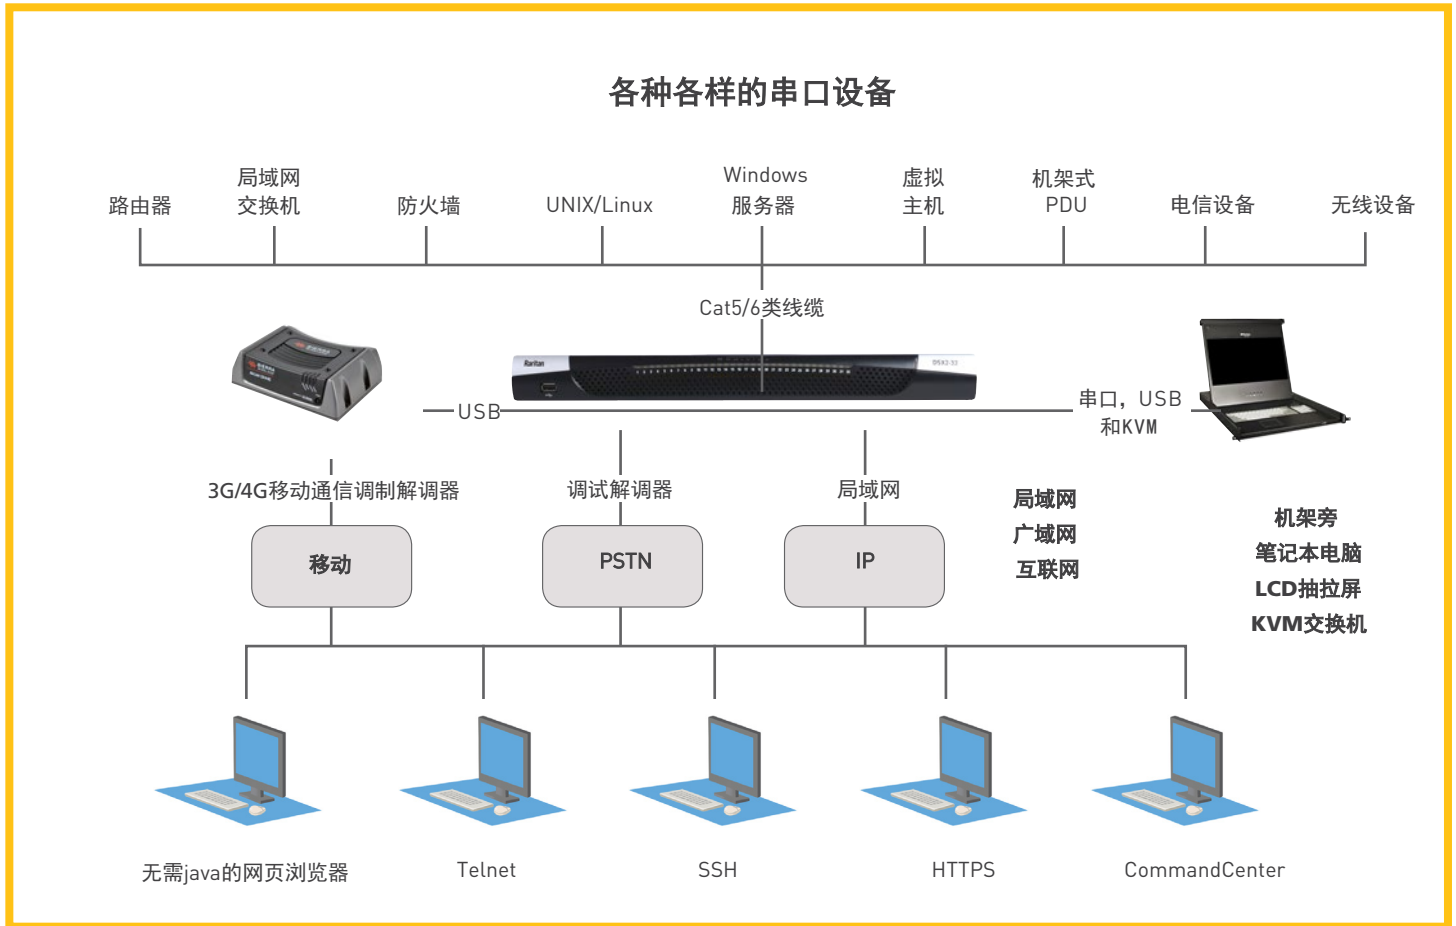 各种各样的串口设备
路由器
局域网
交换机
防火墙
UNIX/Linux
Windows
服务器
虚拟
主机
机架式
PDU
电信设备
无线设备
Cat5/6类线缆
Raritan
USB
串口，USB
和KVM
3G/4G移动通信调制解调器
调试解调器
局域网
局域网
广域网
互联网
机架旁
笔记本电脑
LCD抽拉屏
KVM交换机
移动
PSTN
IP
无需java的网页浏览器
Telnet
SSH
HTTPS
CommandCenter